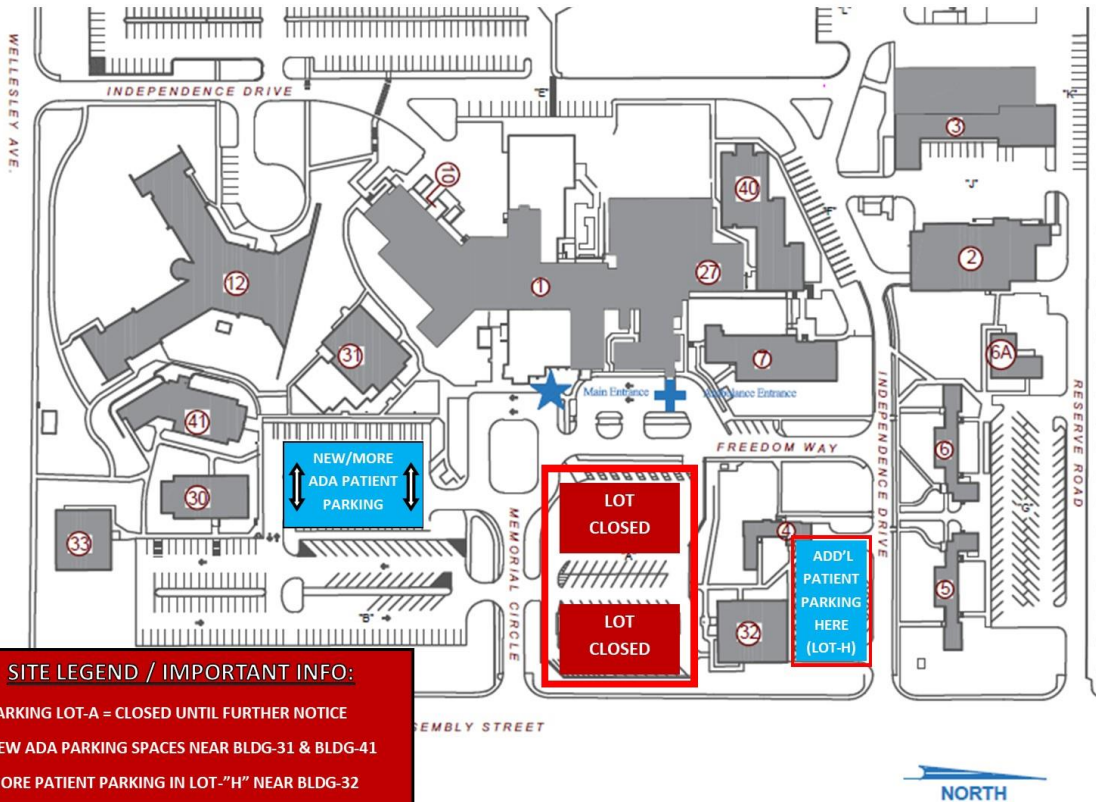 WELLESLEY AVE.
INDEPENDENCE DRIVE
"E"
"L"
"K"
3
10
40
"F"
"J"
12
1
27
2
31
7
6A
Main Entrance
Entrance
INDEPENDENCE DRIVE
RESERVE ROAD
41
FREEDOM WAY
6
NEW/MORE
ADA PATIENT
PARKING
30
LOT
CLOSED
"G"
33
MEMORIAL CIRCLE
4
ADD'L
PATIENT
PARKING
HERE
(LOT-H)
5
"B"
LOT
CLOSED
32
SITE LEGEND / IMPORTANT INFO:
ARKING LOT-A = CLOSED UNTIL FURTHER NOTICE
EW ADA PARKING SPACES NEAR BLDG-31 & BLDG-41
ORE PATIENT PARKING IN LOT-"H" NEAR BLDG-32
SEMBLY STREET
NORTH